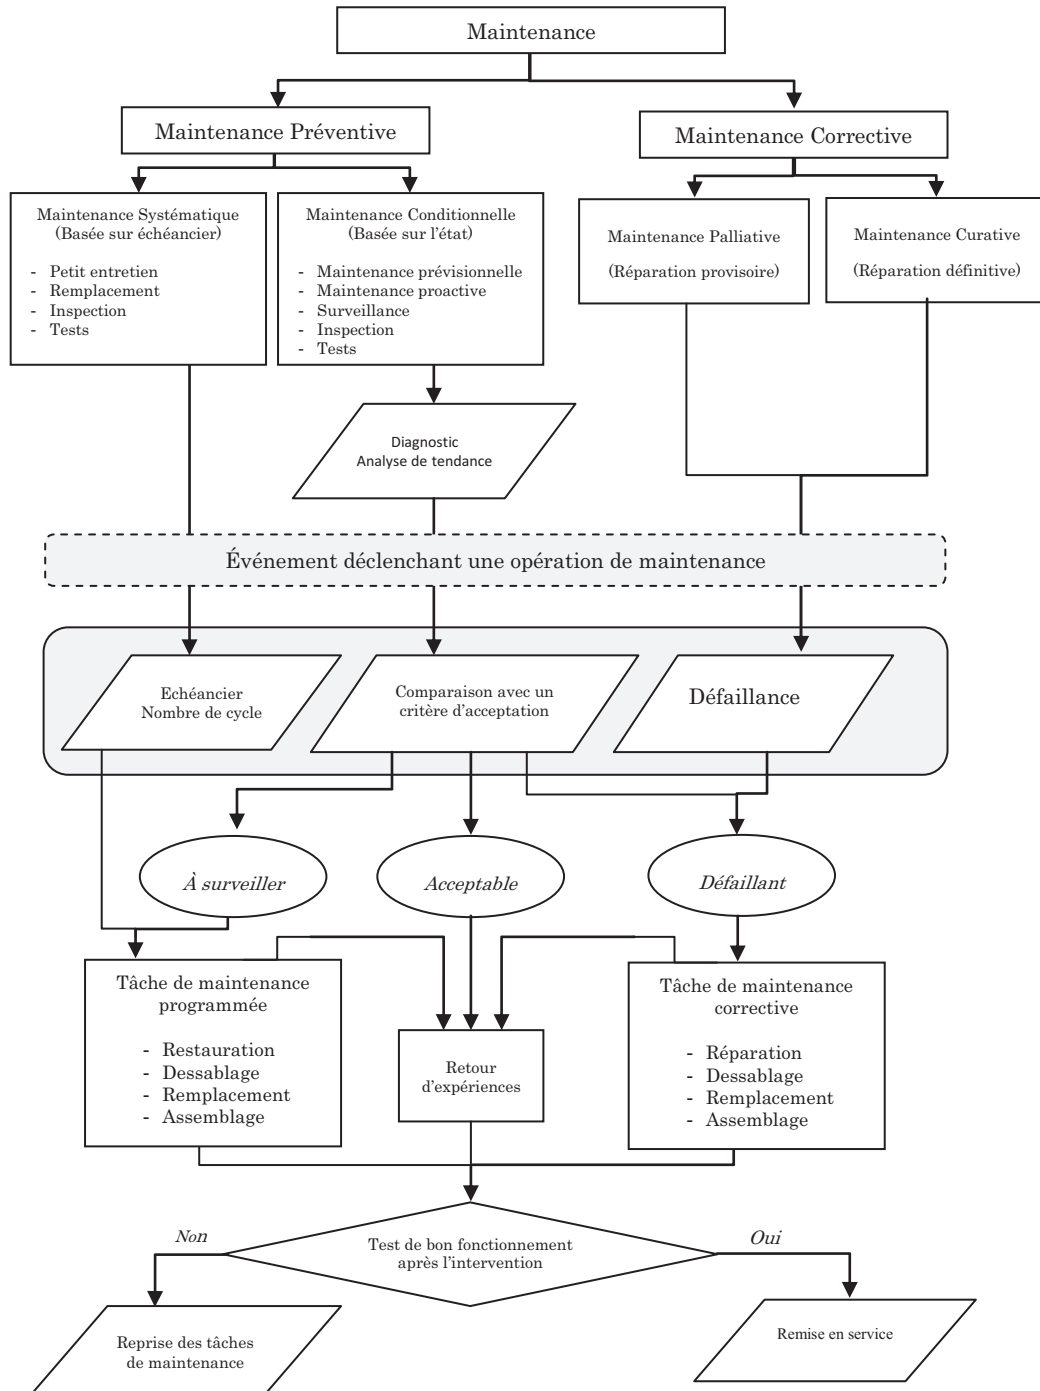 Maintenance
Maintenance Préventive
Maintenance Corrective
Maintenance Systématique
(Basée sur échéancier)
- Petit entretien
- Remplacement
- Inspection
- Tests
Maintenance Conditionnelle
(Basée sur l'état)
- Maintenance prévisionnelle
- Maintenance proactive
- Surveillance
- Inspection
- Tests
Maintenance Palliative
(Réparation provisoire)
Maintenance Curative
(Réparation définitive)
Diagnostic
Analyse de tendance
Événement déclenchant une opération de maintenance
Echéancier
Nombre de cycle
Comparaison avec un
critère d'acceptation
Défaillance
À surveiller
Acceptable
Défaillant
Tâche de maintenance
programmée
- Restauration
- Dessablage
- Remplacement
- Assemblage
Retour
d'expériences
Tâche de maintenance
corrective
- Réparation
- Dessablage
- Remplacement
- Assemblage
Non
Test de bon fonctionnement
après l'intervention
Oui
Reprise des tâches
de maintenance
Remise en service